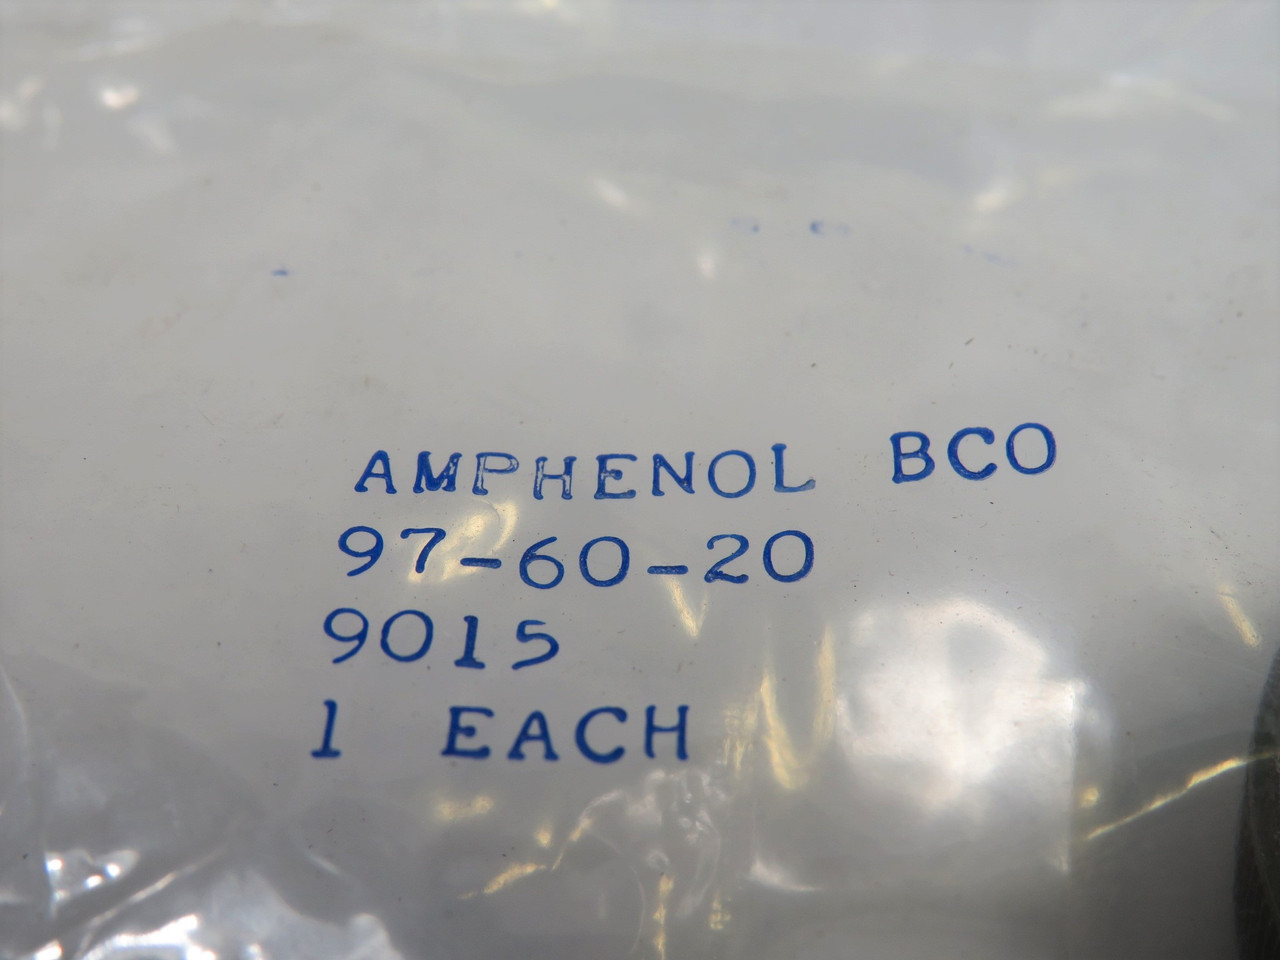 AMPHENOL BCO
97-60-20
9015
1 EACH